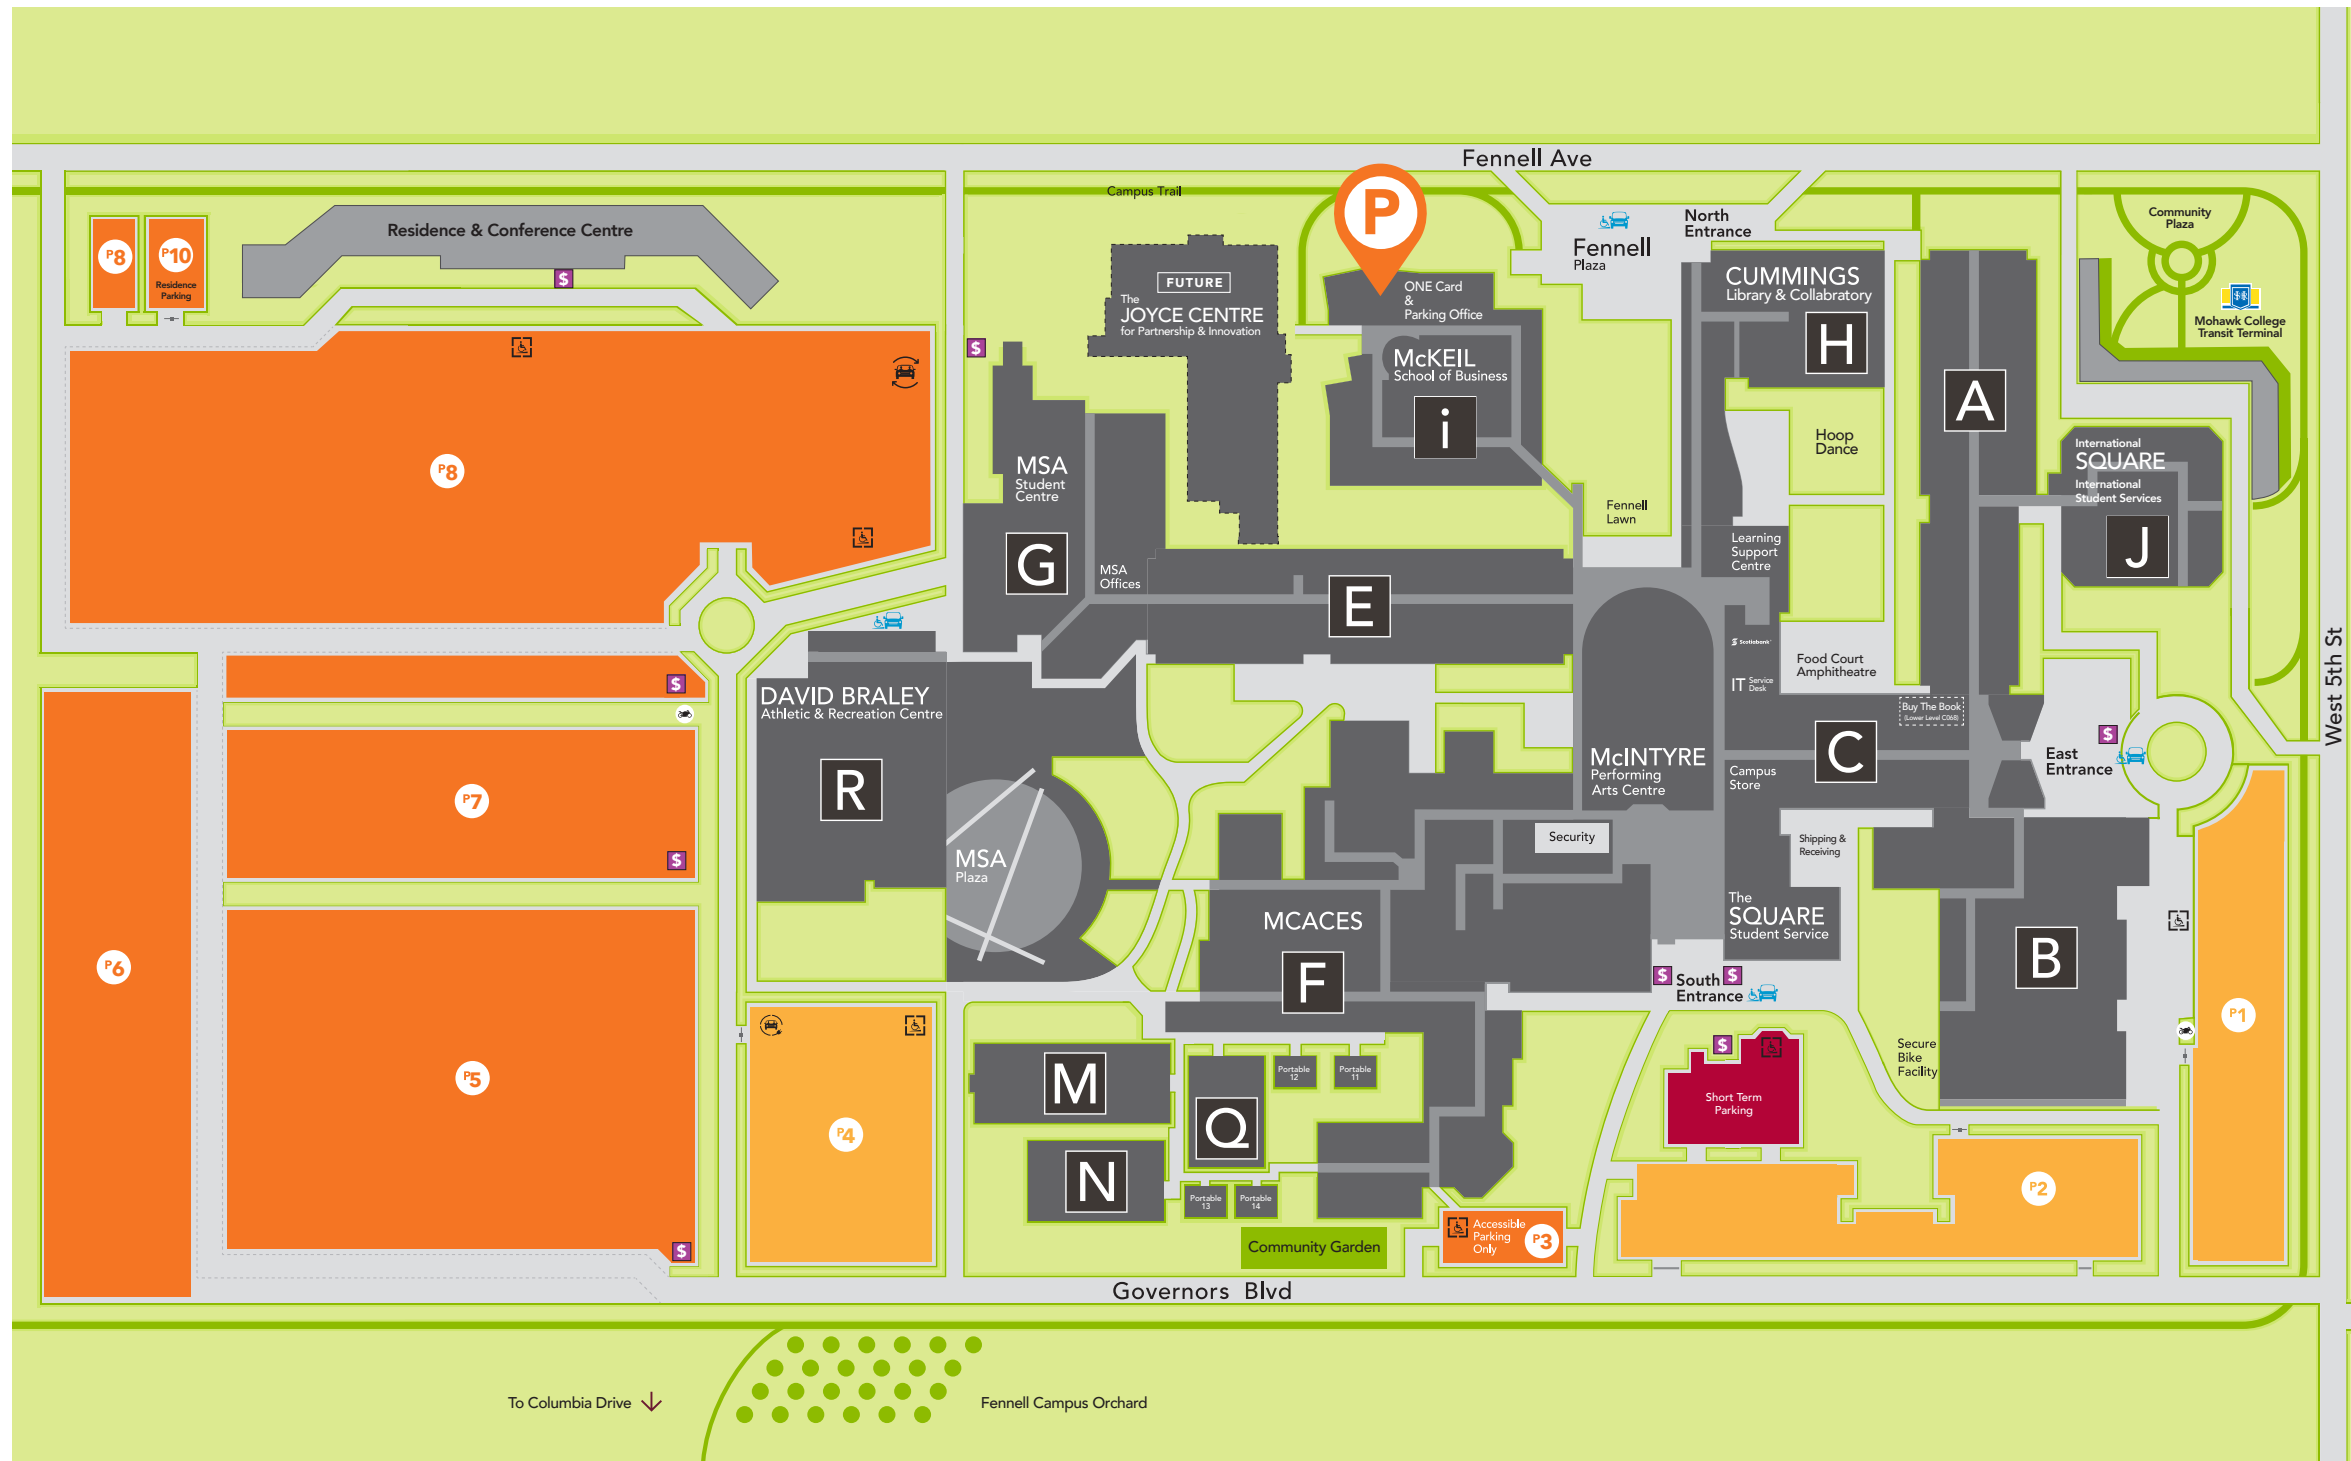 Fennell Ave
Campus Trail
P
Residence & Conference Centre
P8
P10
Residence
Parking
$
North
Entrance
Fennell
Plaza
Community
Plaza
FUTURE
The
JOYCE CENTRE
for Partnership & Innovation
ONE Card
&
Parking Office
McKEIL
School of Business
i
CUMMINGS
Library & Collabratory
H
A
Mohawk College
Transit Terminal
$
P8
MSA
Student
Centre
G
MSA
Offices
E
Fennell
Lawn
Hoop
Dance
Learning
Support
Centre
International
SQUARE
International
Student Services
J
Scotiabank
IT Service
Desk
Food Court
Amphitheatre
Buy The Book
(Lower Level C068)
West 5th St
$
DAVID BRALEY
Athletic & Recreation Centre
R
P7
$
MSA
Plaza
McINTYRE
Performing
Arts Centre
C
Campus
Store
$
East
Entrance
Security
Shipping &
Receiving
The
SQUARE
Student Service
MCACES
F
B
P6
$
South
$
Entrance
P1
P5
P4
M
N
Q
Portable
12
Portable
11
Portable
13
Portable
14
$
Short Term
Parking
Secure
Bike
Facility
P2
$
Community Garden
Accessible
Parking
Only
P3
Governors Blvd
To Columbia Drive
Fennell Campus Orchard